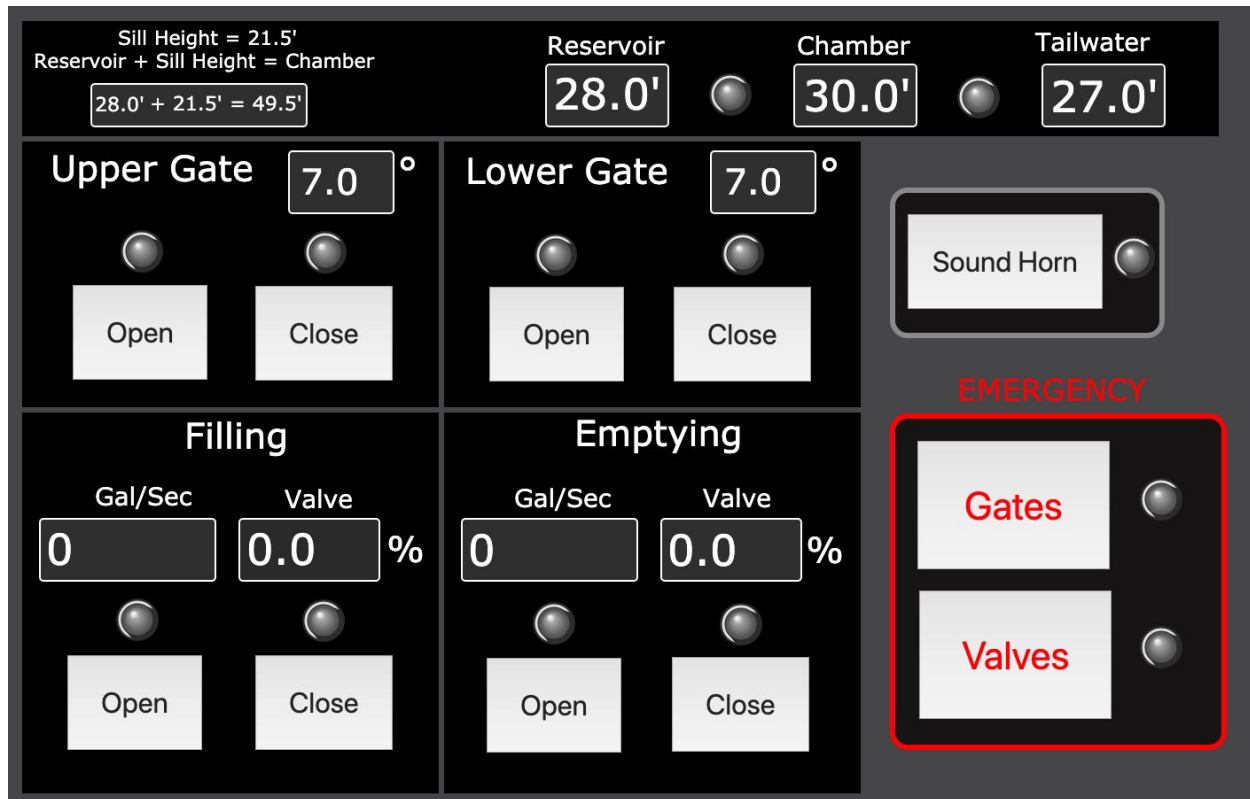 Sill Height = 21.5'
Reservoir + Sill Height = Chamber
28.0' + 21.5' = 49.5'
Reservoir Chamber Tailwater
28.0' 30.0' 27.0'
Upper Gate 7.0 °
Open Close
Lower Gate 7.0 °
Open Close
Sound Horn
Filling
Gal/Sec Valve
0 0.0 %
Open Close
Emptying
Gal/Sec Valve
0 0.0 %
Open Close
EMERGENCY
Gates
Valves